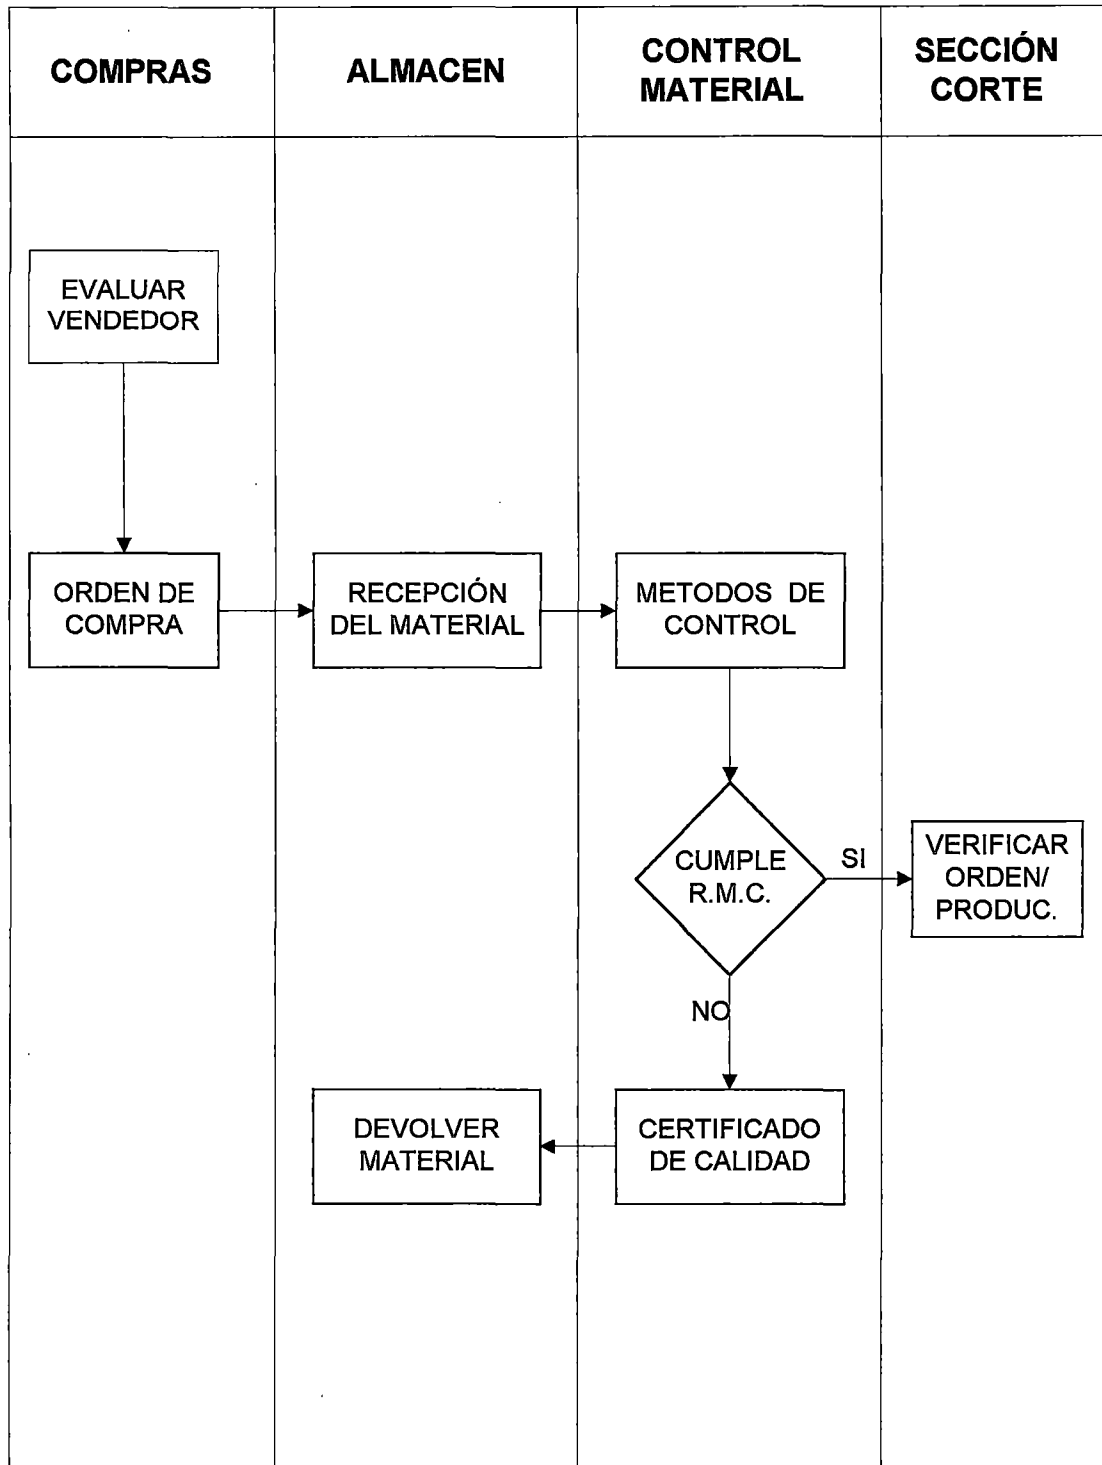 COMPRAS
ALMACEN
CONTROL
MATERIAL
SECCIÓN
CORTE
EVALUAR
VENDEDOR
ORDEN DE
COMPRA
RECEPCIÓN
DEL MATERIAL
METODOS DE
CONTROL
CUMPLE
R.M.C.
SI
VERIFICAR
ORDEN/
PRODUC.
NO
DEVOLVER
MATERIAL
CERTIFICADO
DE CALIDAD